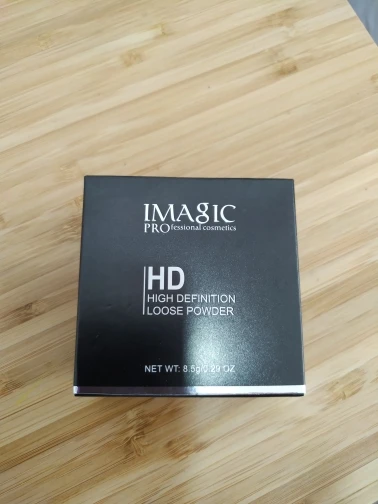 IMAGIC
PROfessional cosmetics
HD
HIGH DEFINITION
LOOSE POWDER
NET WT: 8.5g/0.29 OZ